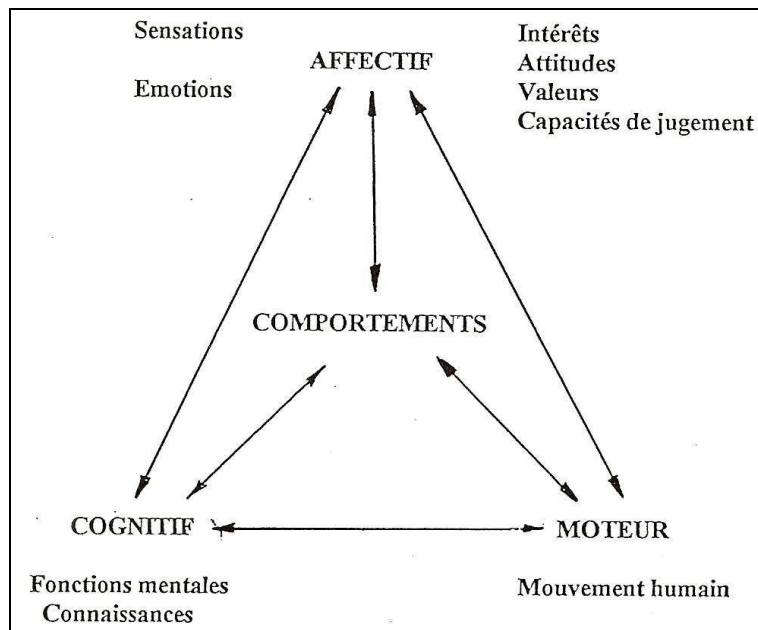 Sensations
Emotions
AFFECTIF
Intérêts
Attitudes
Valeurs
Capacités de jugement
COMPORTEMENTS
COGNITIF
MOTEUR
Fonctions mentales
Connaissances
Mouvement humain